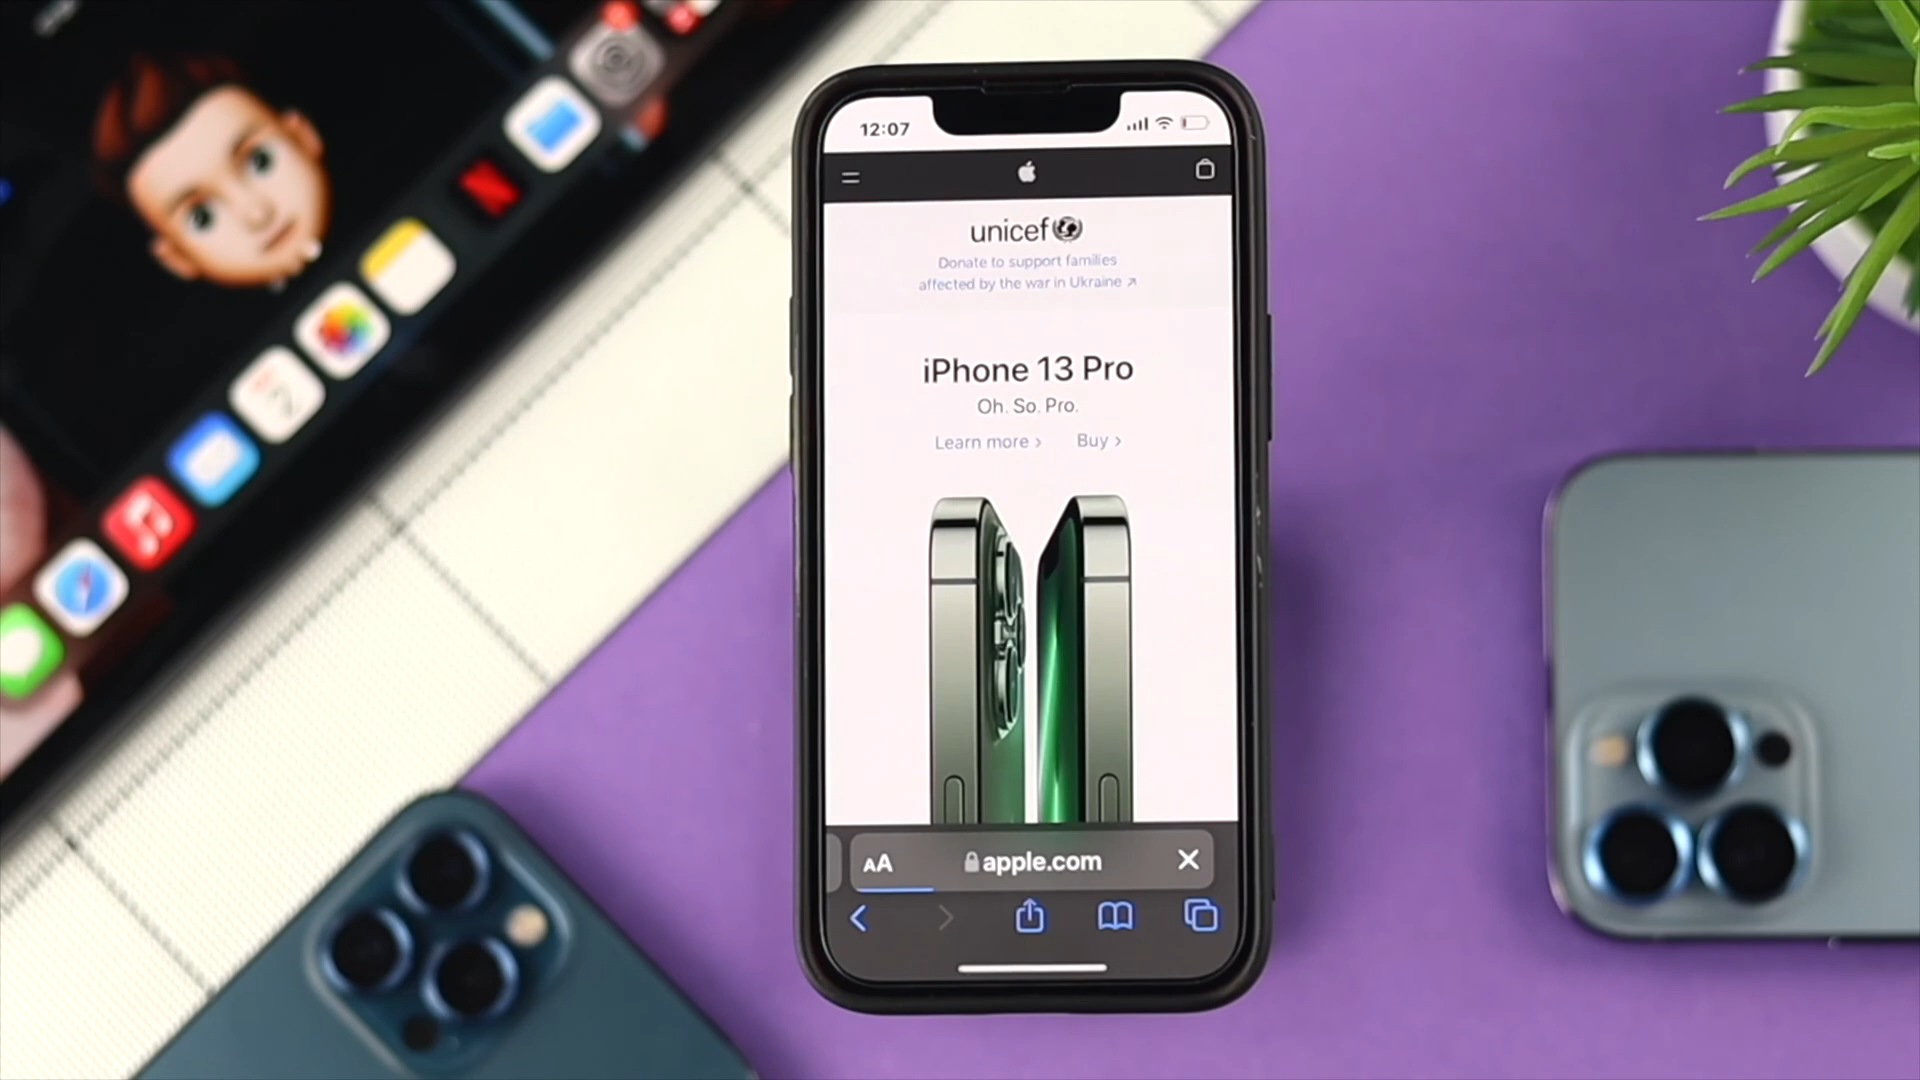 12:07
unicef
Donate to support families
affected by the war in Ukraine ↗
iPhone 13 Pro
Oh. So. Pro.
Learn more >
Buy >
AA
apple.com
2